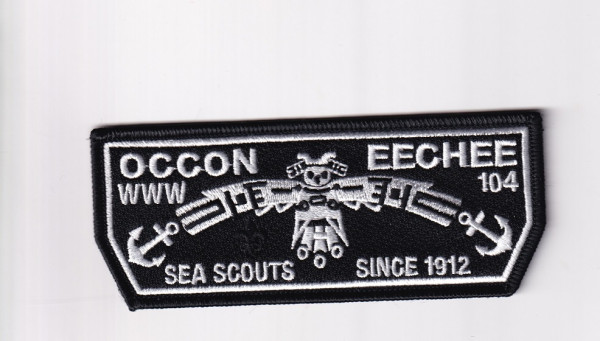 OCCON EECHEE
WWW 104
SEA SCOUTS SINCE 1912